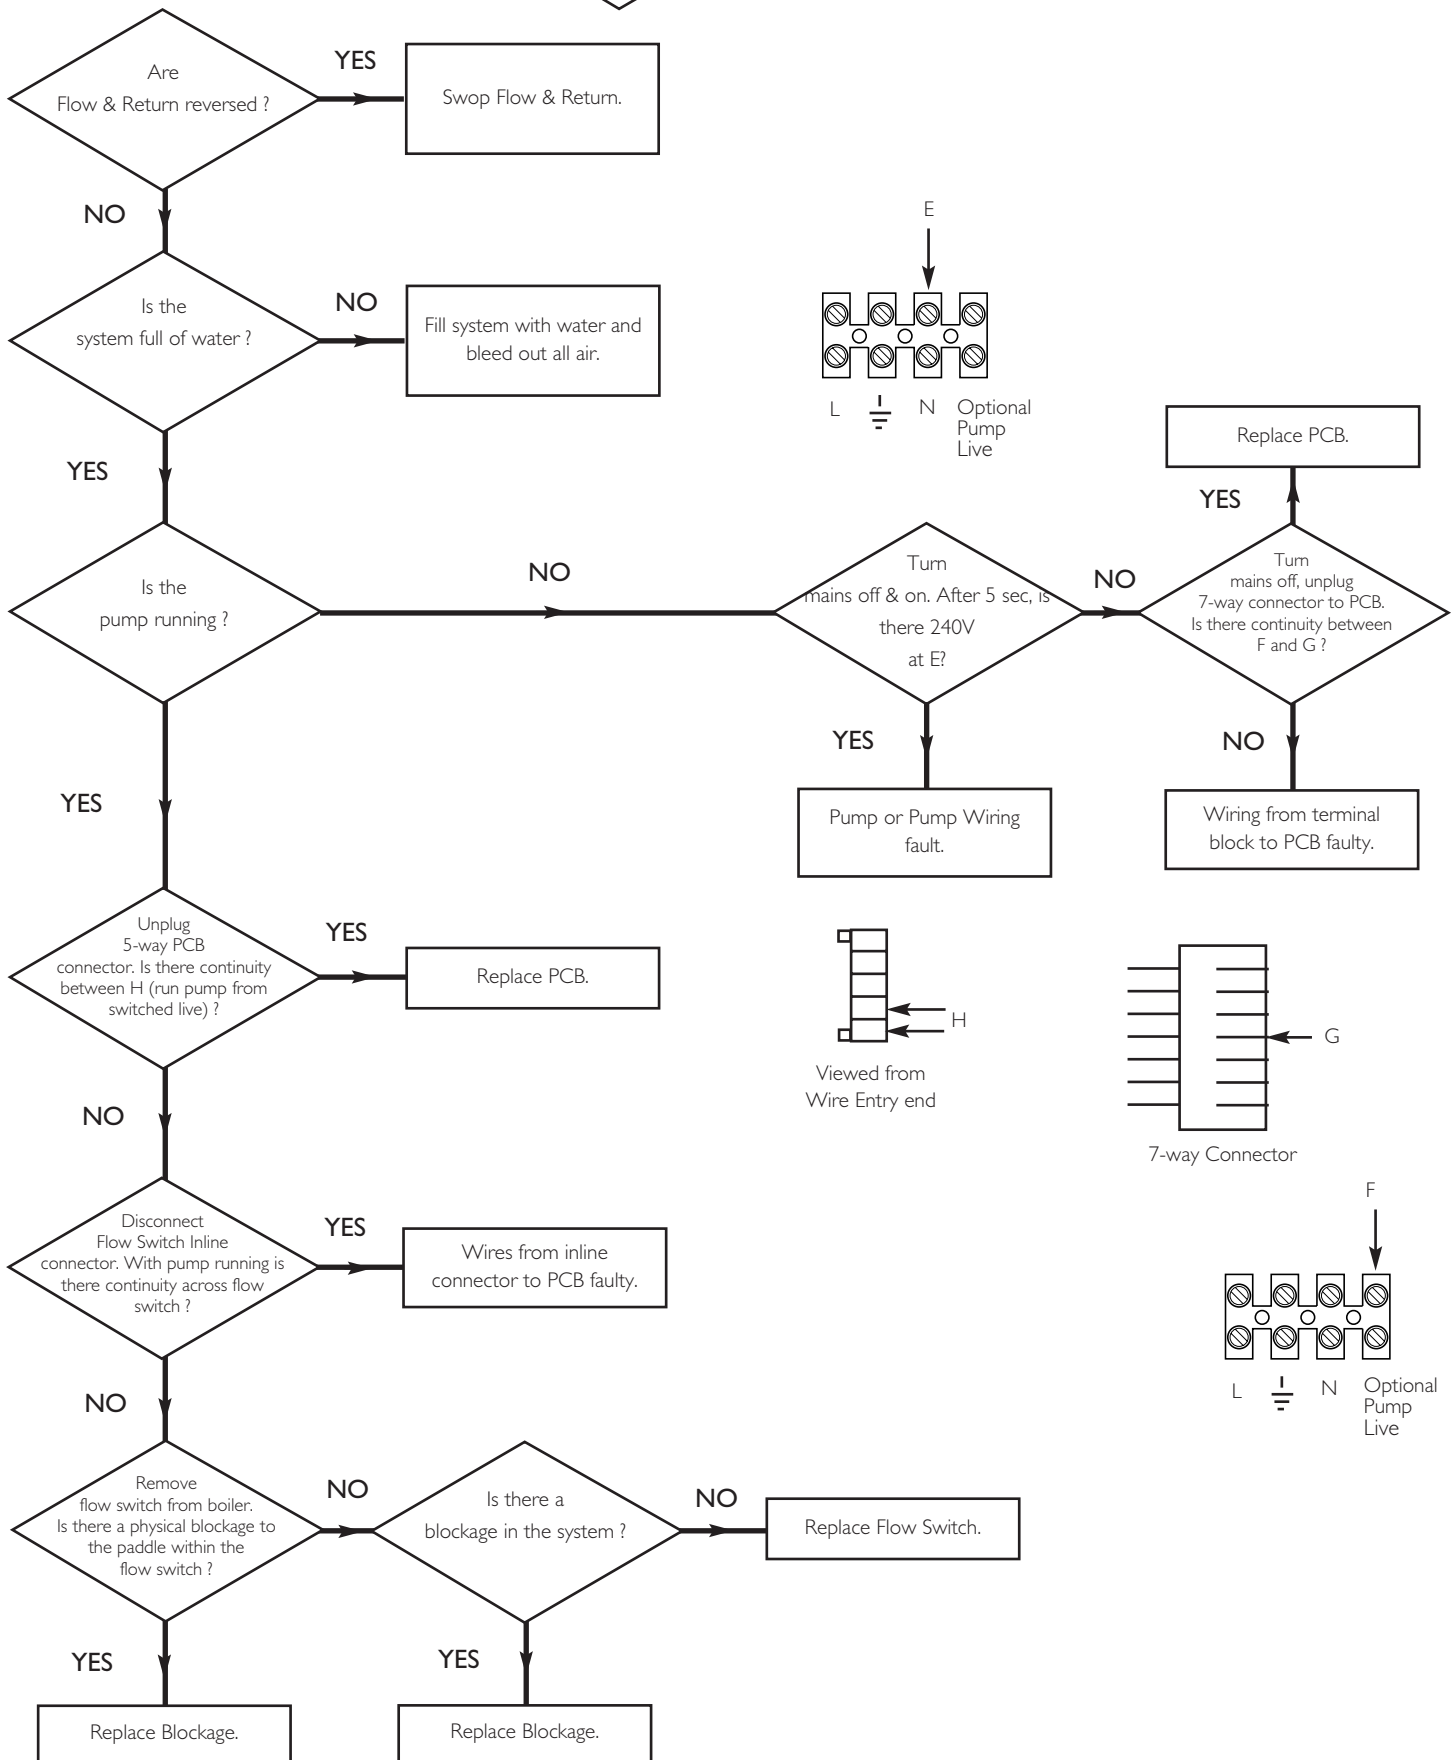 Are
Flow & Return reversed ?
YES
Swop Flow & Return.
NO
Is the
system full of water ?
NO
Fill system with water and
bleed out all air.
YES
E
L
N
Optional
Pump
Live
Is the
pump running ?
NO
Turn
mains off & on. After 5 sec, is
there 240V
at E?
NO
Turn
mains off, unplug
7-way connector to PCB.
Is there continuity between
F and G ?
YES
Replace PCB.
YES
Pump or Pump Wiring
fault.
NO
Wiring from terminal
block to PCB faulty.
YES
Unplug
5-way PCB
connector. Is there continuity
between H (run pump from
switched live) ?
YES
Replace PCB.
H
Viewed from
Wire Entry end
G
7-way Connector
F
L
N
Optional
Pump
Live
NO
Disconnect
Flow Switch Inline
connector. With pump running is
there continuity across flow
switch ?
YES
Wires from inline
connector to PCB faulty.
NO
Remove
flow switch from boiler.
Is there a physical blockage to
the paddle within the
flow switch ?
NO
Is there a
blockage in the system ?
NO
Replace Flow Switch.
YES
Replace Blockage.
YES
Replace Blockage.